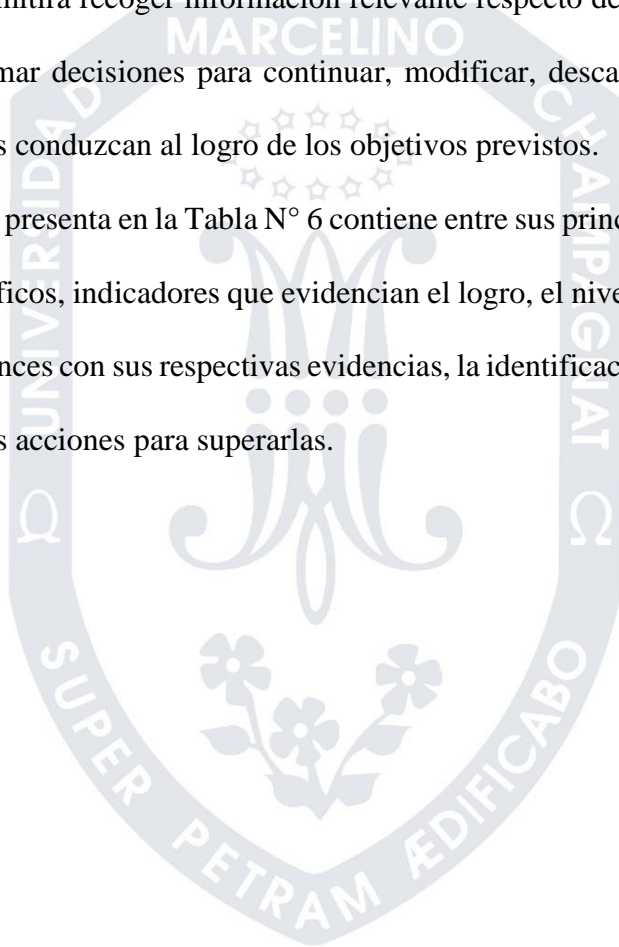 mitirá recoger información relevante respecto de
MARCELINO
mar decisiones para continuar, modificar, desca
s conduzcan al logro de los objetivos previstos.
presenta en la Tabla N° 6 contiene entre sus princ
ficos, indicadores que evidencian el logro, el nive
nces con sus respectivas evidencias, la identificac
s acciones para superarlas.
UNIVERSIDAD
CHAMPAGNAT
SUPER PETRAM ÆDIFICABO